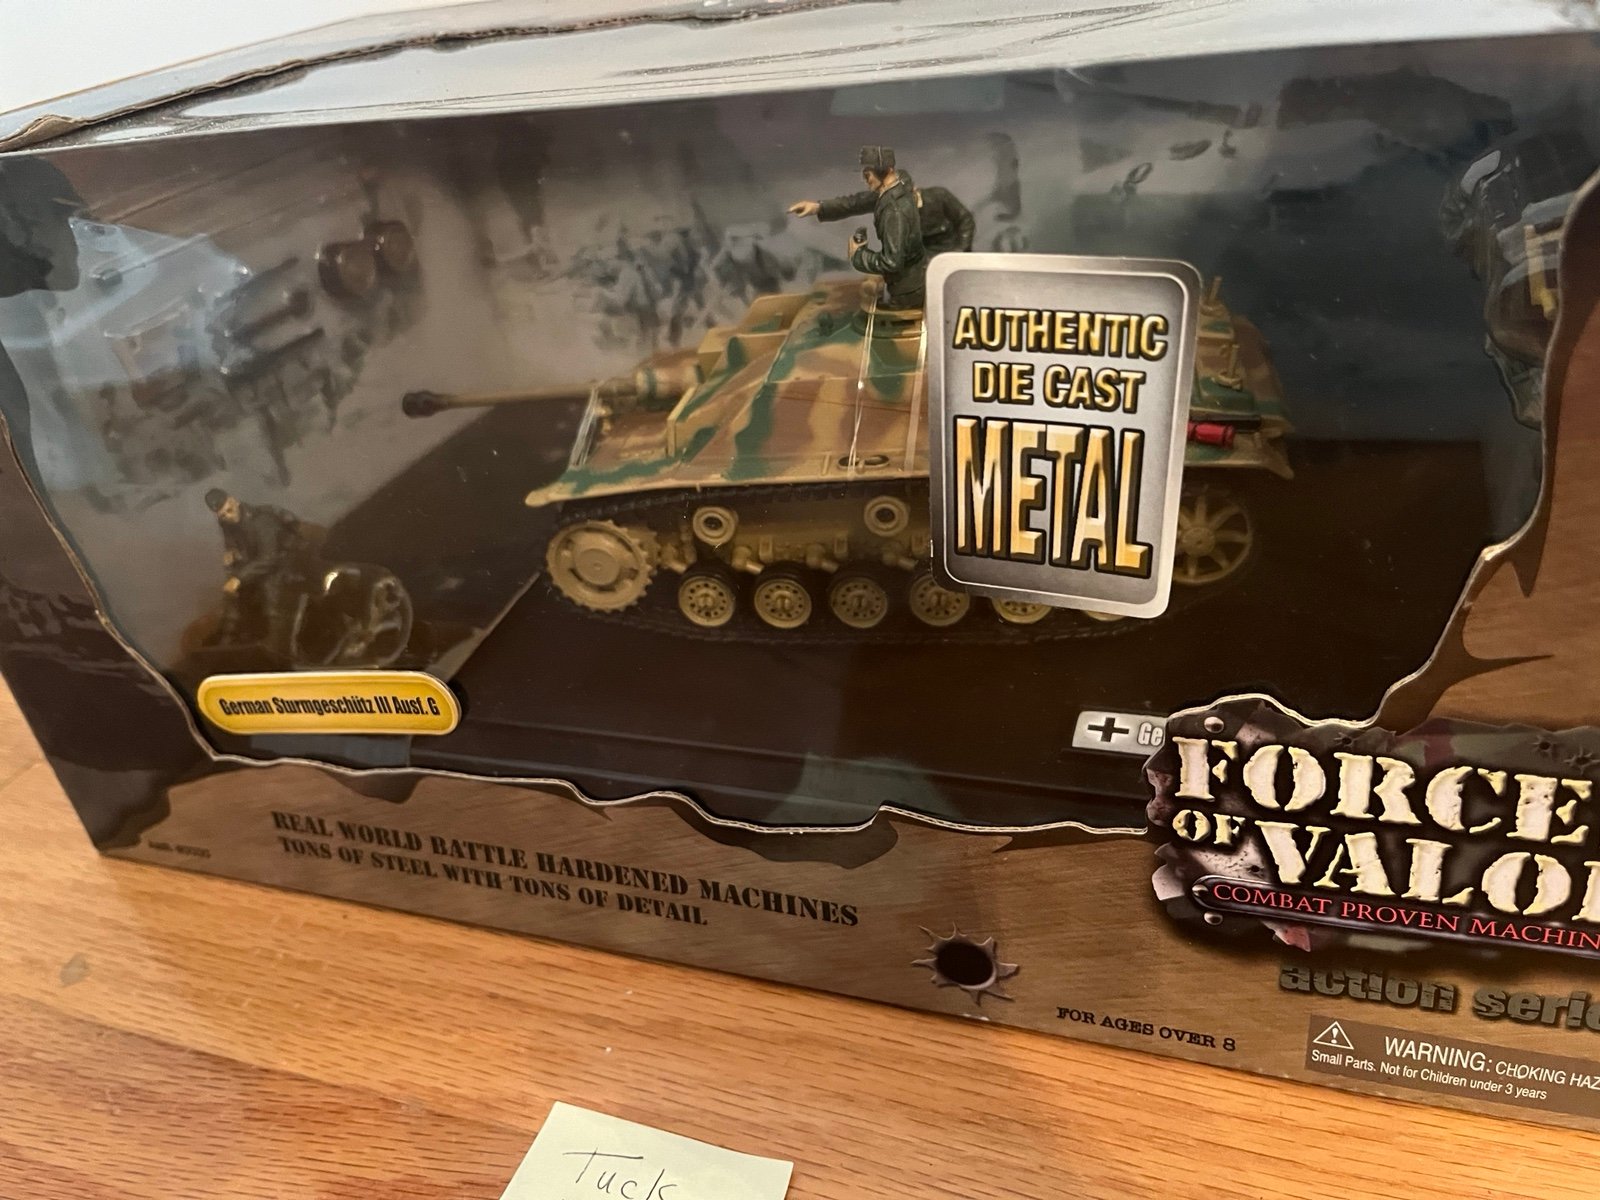 AUTHENTIC
DIE CAST
METAL
German Sturmgeschütz III Ausf. G
Ge
FORCE
OF VALO
COMBAT PROVEN MACHIN
action serie
REAL WORLD BATTLE HARDENED MACHINES
TONS OF STEEL WITH TONS OF DETAIL
FOR AGES OVER 8
WARNING: CHOKING HAZ
Small Parts. Not for Children under 3 years
Tuck